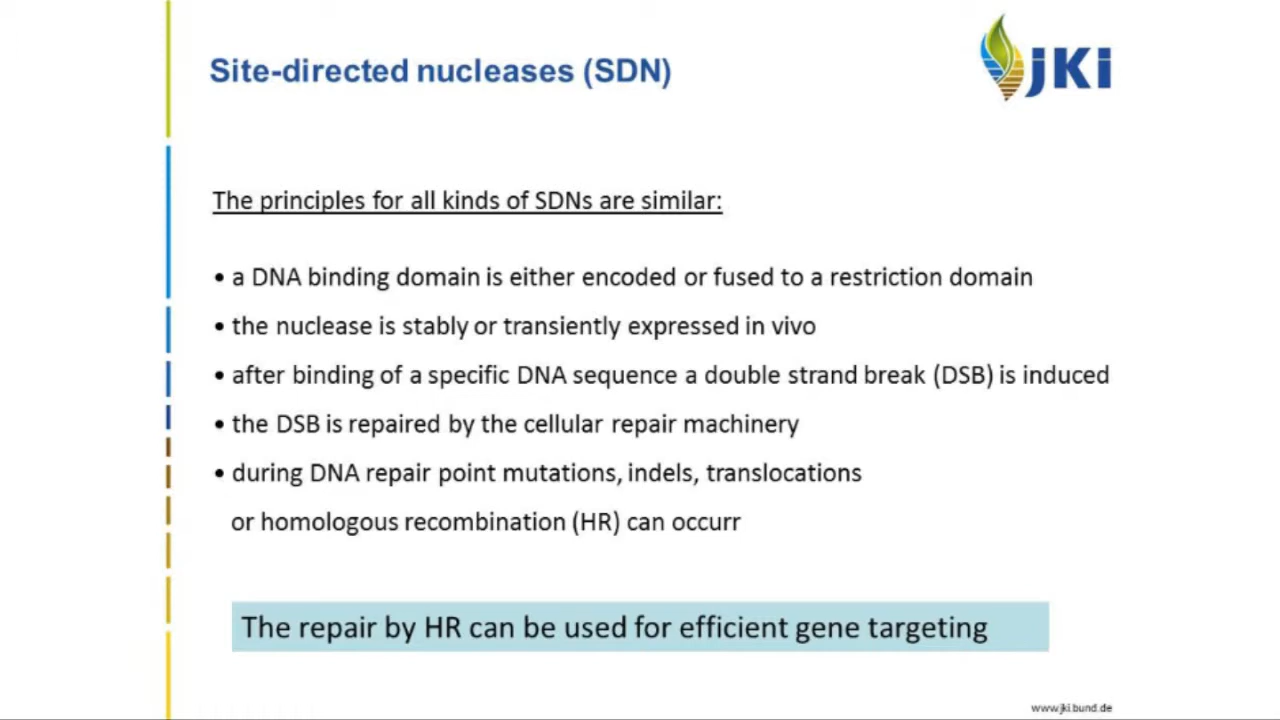 Site-directed nucleases (SDN)
JKi
The principles for all kinds of SDNs are similar:
• a DNA binding domain is either encoded or fused to a restriction domain
• the nuclease is stably or transiently expressed in vivo
• after binding of a specific DNA sequence a double strand break (DSB) is induced
• the DSB is repaired by the cellular repair machinery
• during DNA repair point mutations, indels, translocations
or homologous recombination (HR) can occurr
The repair by HR can be used for efficient gene targeting
www.jki.bund.de